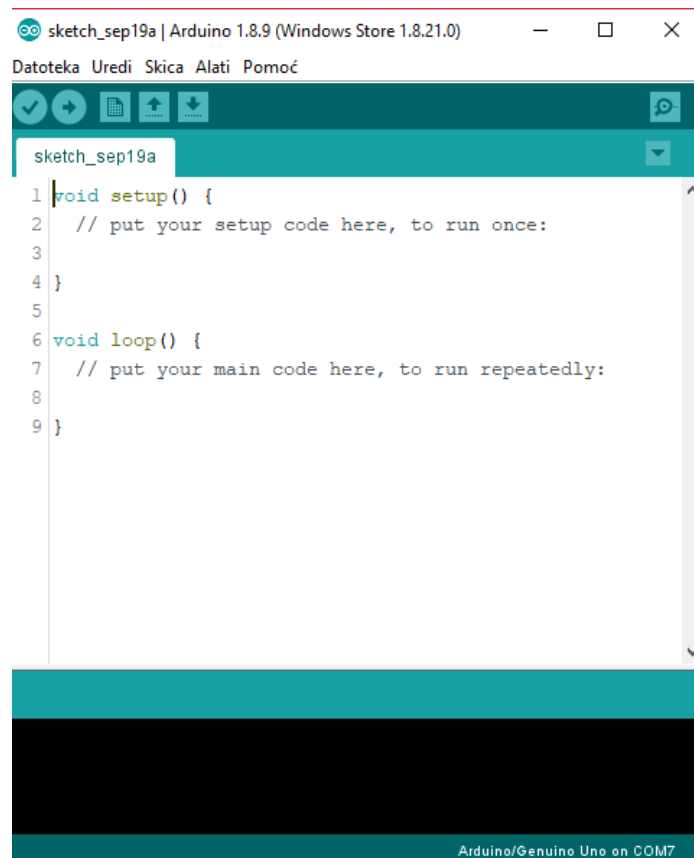 sketch_sep19a | Arduino 1.8.9 (Windows Store 1.8.21.0)
Datoteka Uredi Skica Alati Pomoć
sketch_sep19a
1 void setup() {
2   // put your setup code here, to run once:
3
4 }
5
6 void loop() {
7   // put your main code here, to run repeatedly:
8
9 }
Arduino/Genuino Uno on COM7